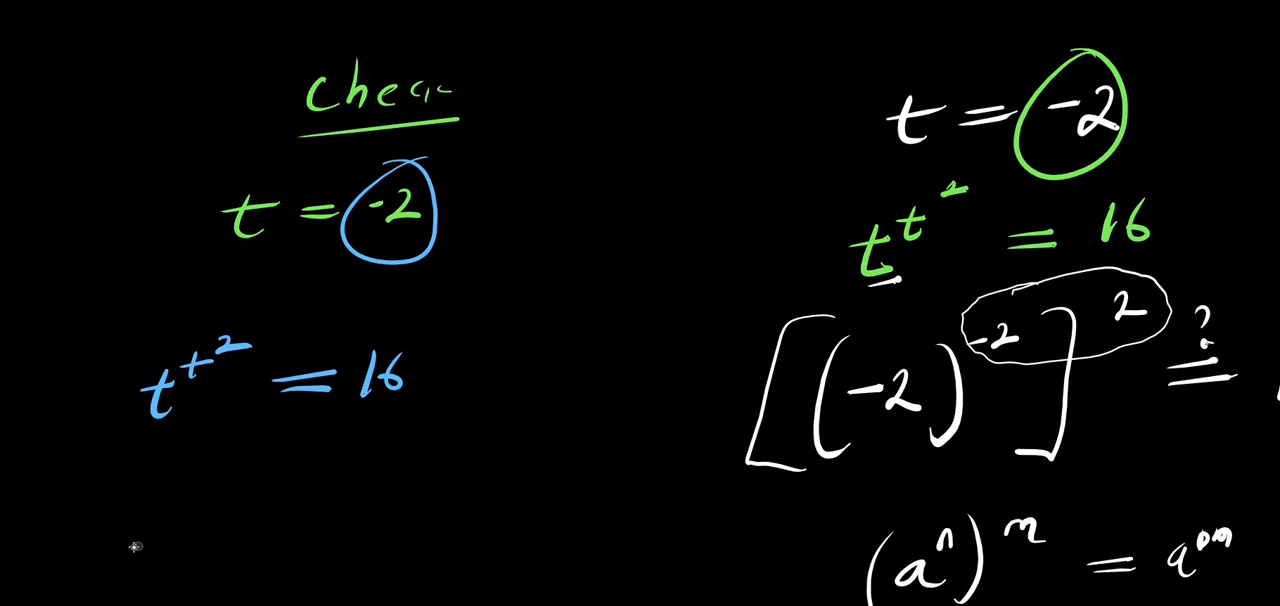 check
t = -2
t^{t^2} = 16
t = -2
t^{t^2} = 16
[(-2)^{-2}]^2 ≟
(a^n)^m = a^{nm}